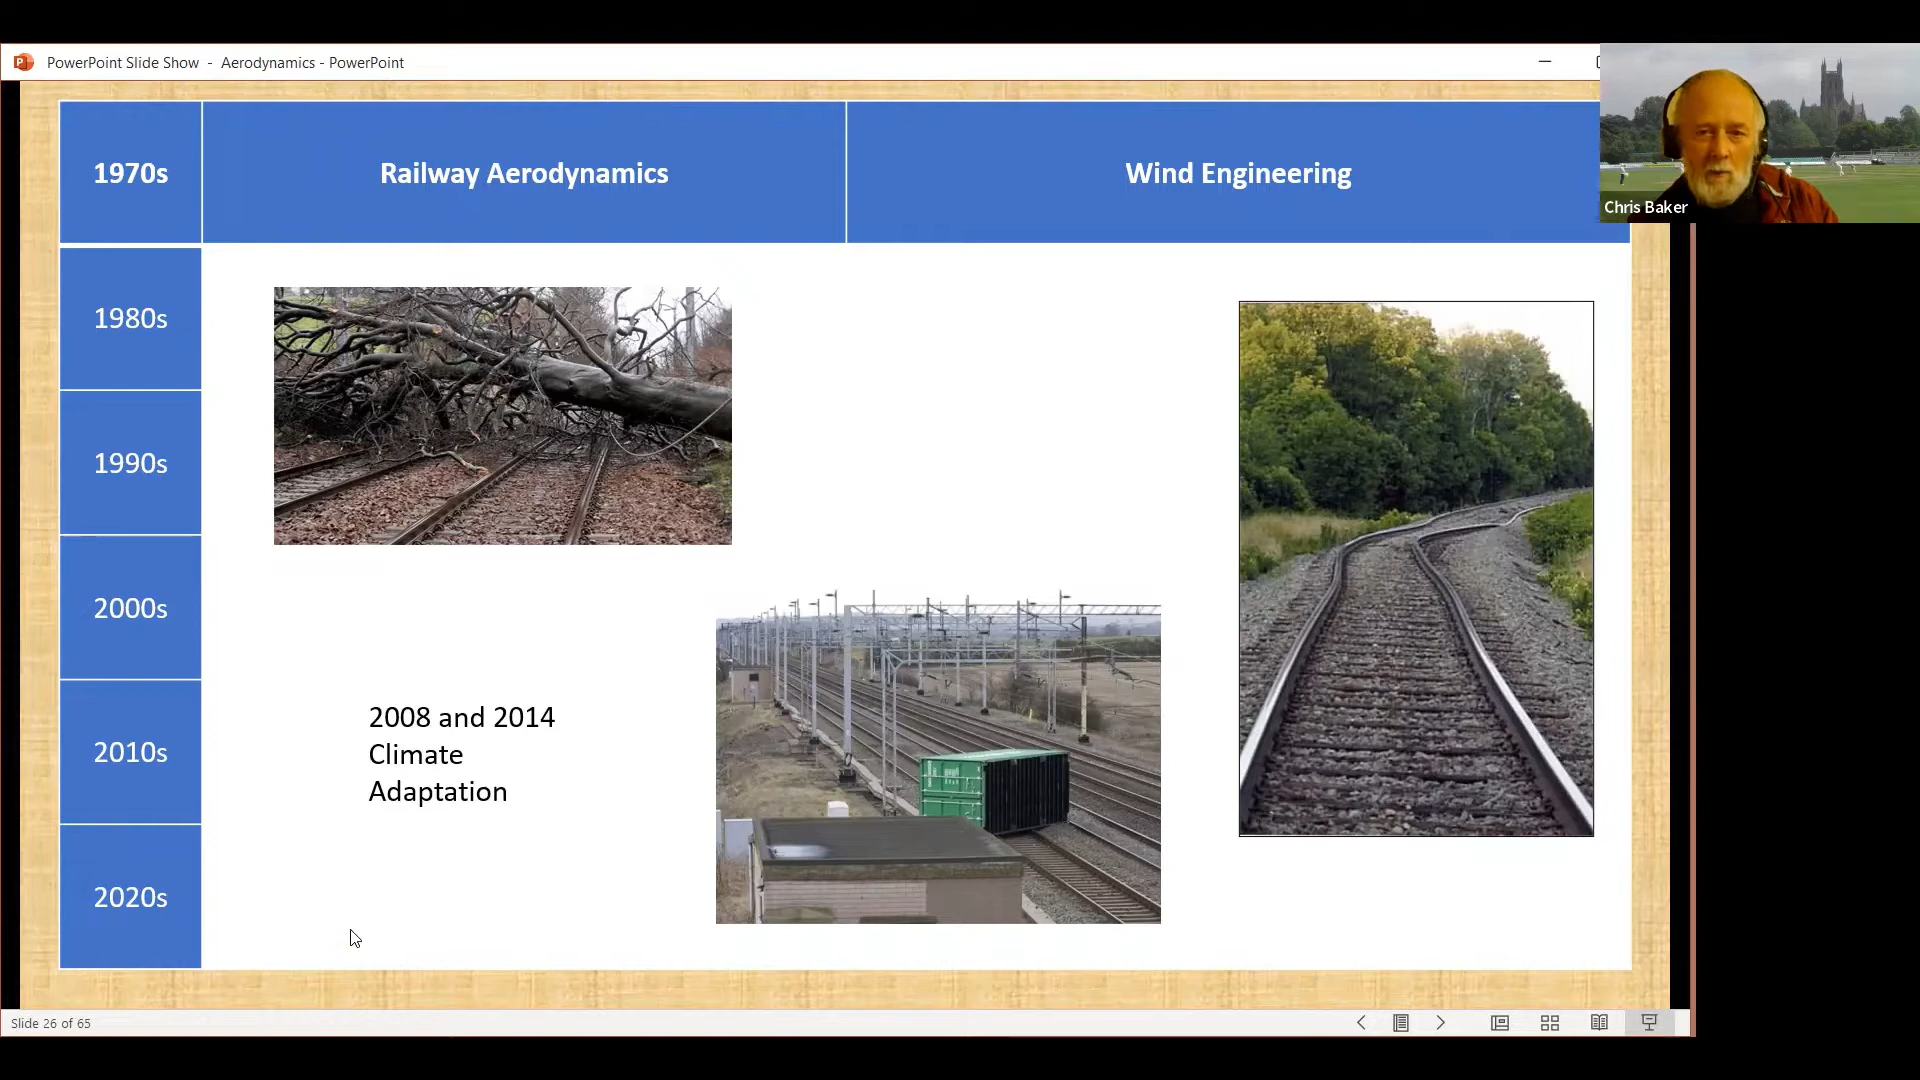 PowerPoint Slide Show - Aerodynamics - PowerPoint
Chris Baker
1970s
Railway Aerodynamics
Wind Engineering
1980s
1990s
2000s
2010s
2020s
2008 and 2014
Climate
Adaptation
Slide 26 of 65